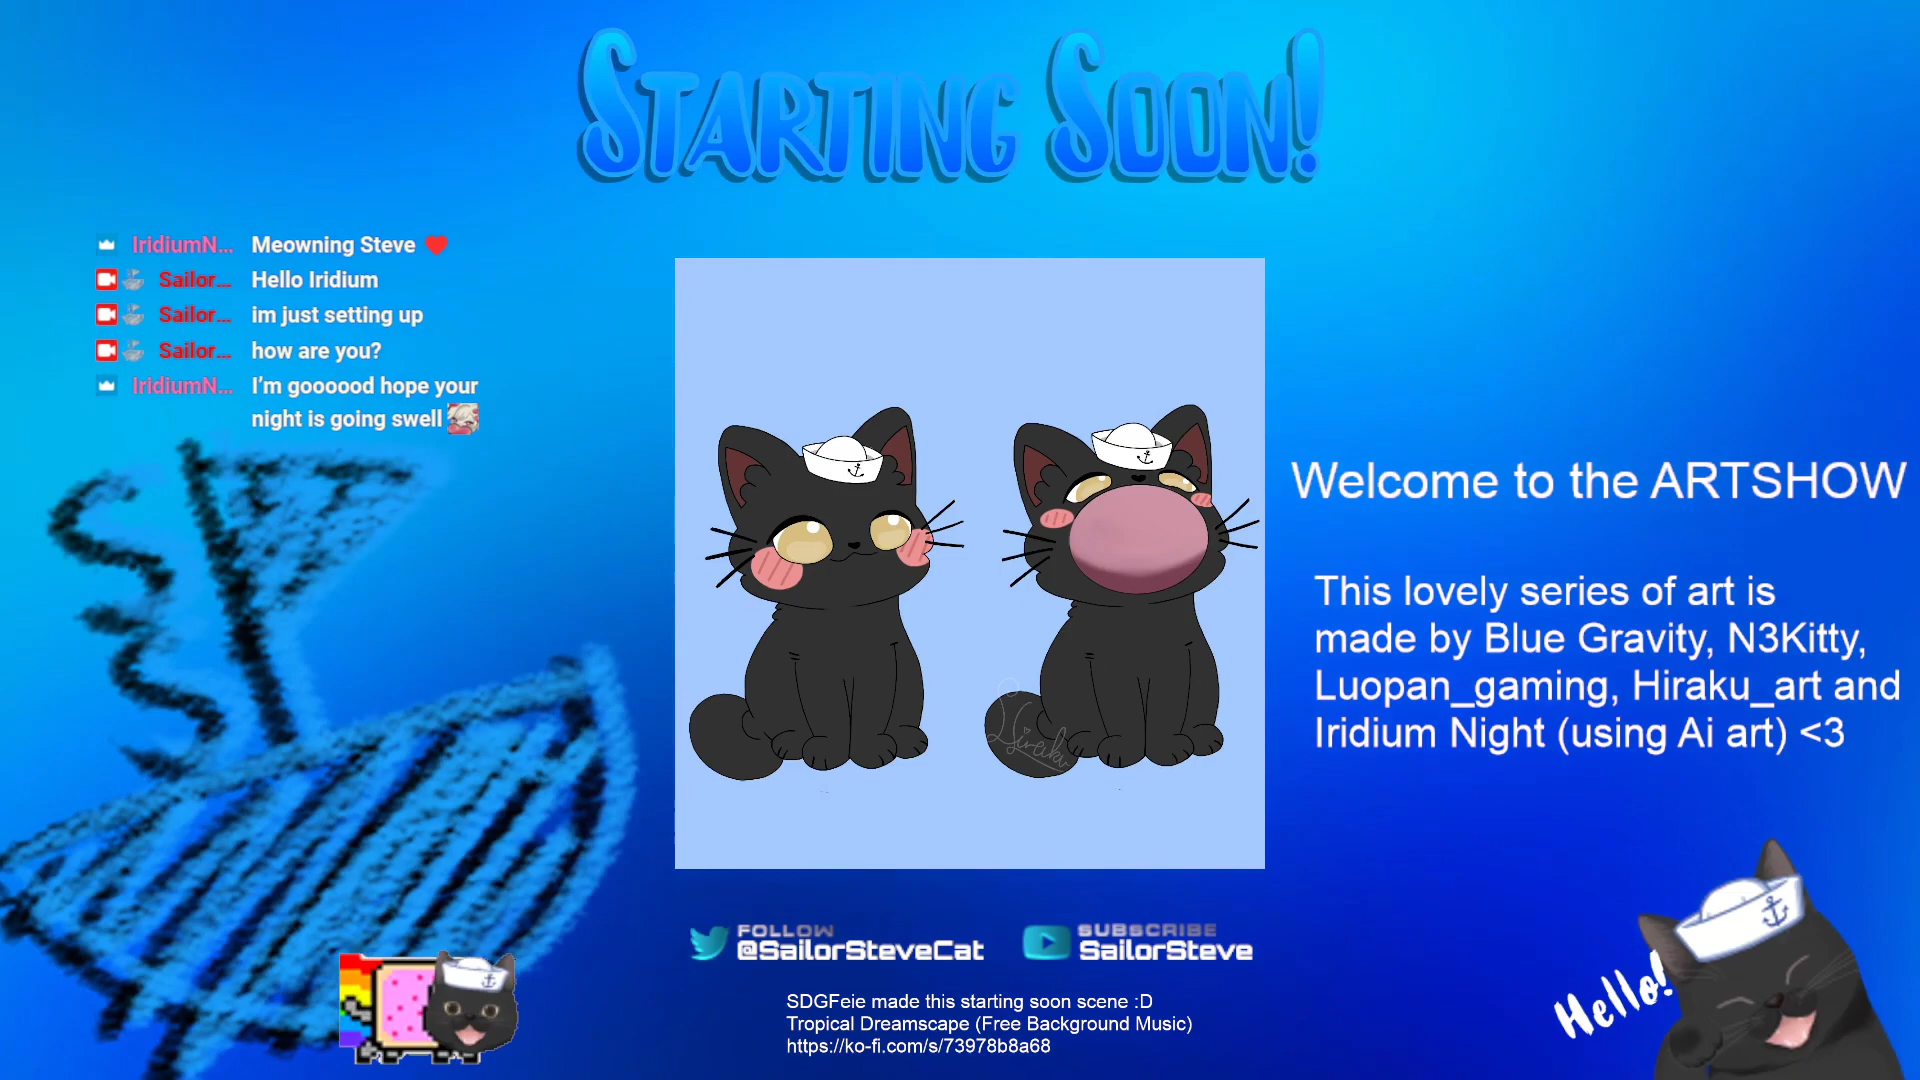 STARTING SOON!
IridiumN... Meowning Steve
Sailor... Hello Iridium
Sailor... im just setting up
Sailor... how are you?
IridiumN... I'm goooood hope your
night is going swell
Welcome to the ARTSHOW
This lovely series of art is
made by Blue Gravity, N3Kitty,
Luopan_gaming, Hiraku_art and
Iridium Night (using Ai art) <3
FOLLOW
@SailorSteveCat
SUBSCRIBE
SailorSteve
SDGFeie made this starting soon scene :D
Tropical Dreamscape (Free Background Music)
https://ko-fi.com/s/73978b8a68
Hello!